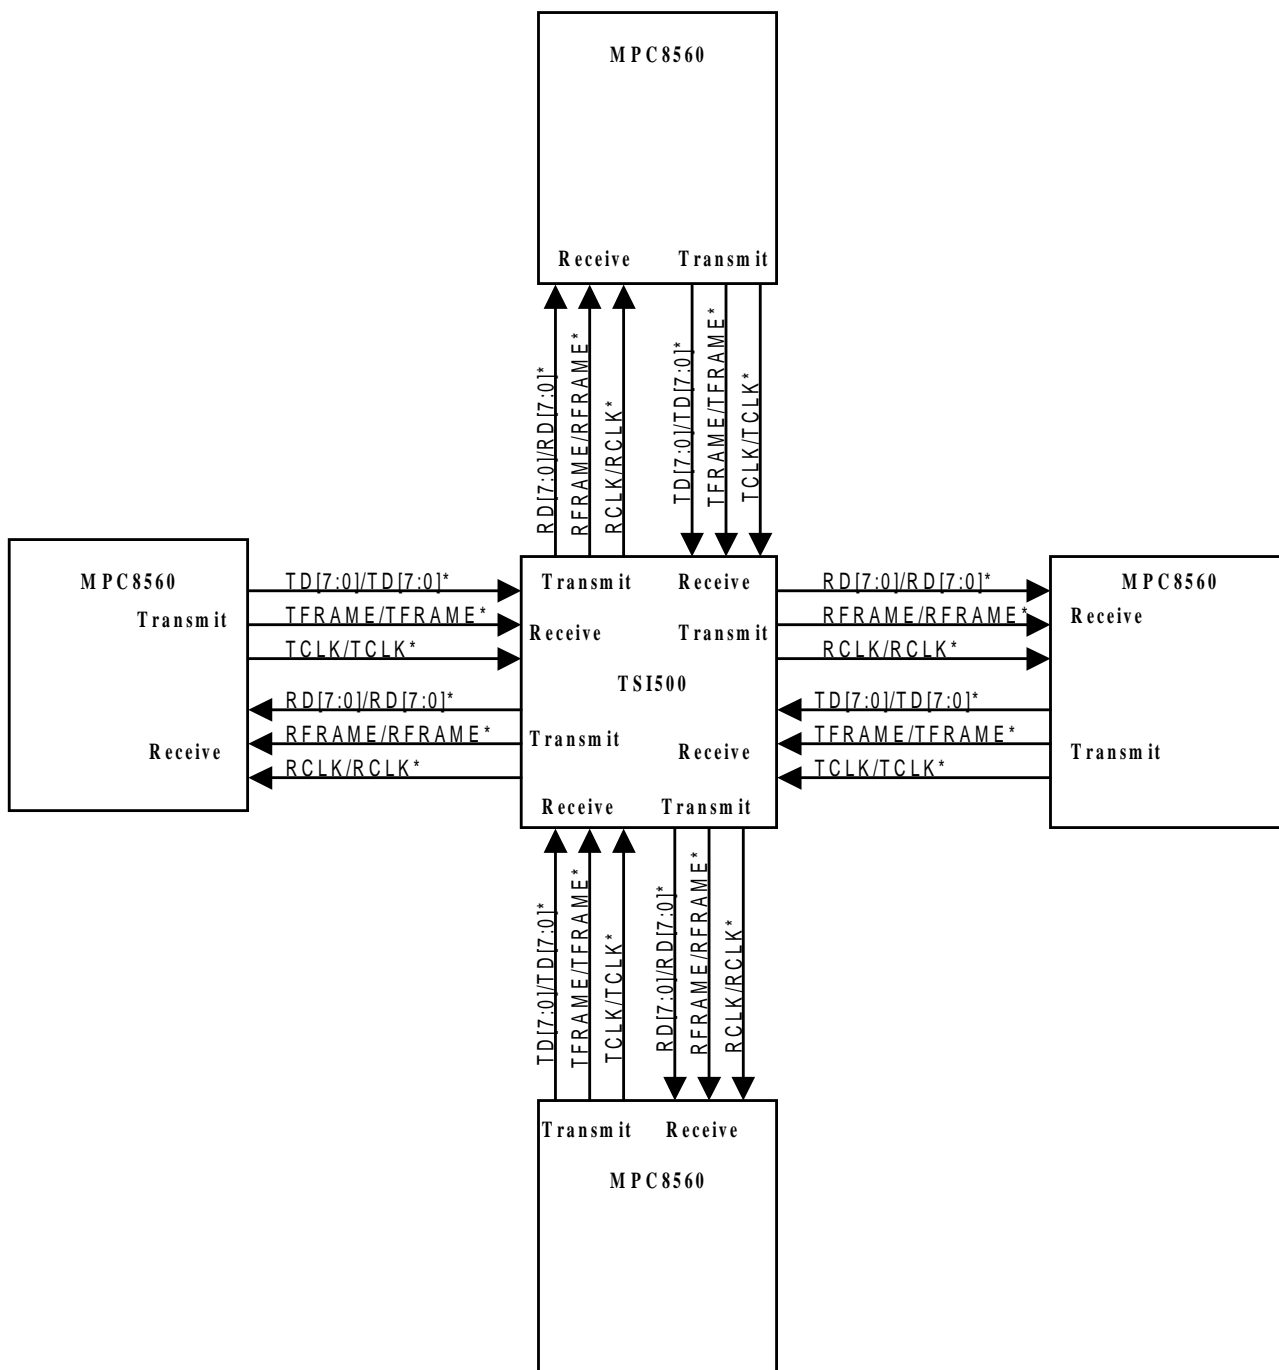 MPC8560
Receive Transmit
RD[7:0]/RD[7:0]*
RFRAME/RFRAME*
RCLK/RCLK*
TD[7:0]/TD[7:0]*
TFRAME/TFRAME*
TCLK/TCLK*
MPC8560
Transmit
Receive
TD[7:0]/TD[7:0]*
TFRAME/TFRAME*
TCLK/TCLK*
RD[7:0]/RD[7:0]*
RFRAME/RFRAME*
RCLK/RCLK*
Transmit Receive
Receive Transmit
TSI500
Transmit Receive
Receive Transmit
RD[7:0]/RD[7:0]*
RFRAME/RFRAME*
RCLK/RCLK*
TD[7:0]/TD[7:0]*
TFRAME/TFRAME*
TCLK/TCLK*
MPC8560
Receive
Transmit
TD[7:0]/TD[7:0]*
TFRAME/TFRAME*
TCLK/TCLK*
RD[7:0]/RD[7:0]*
RFRAME/RFRAME*
RCLK/RCLK*
Transmit Receive
MPC8560